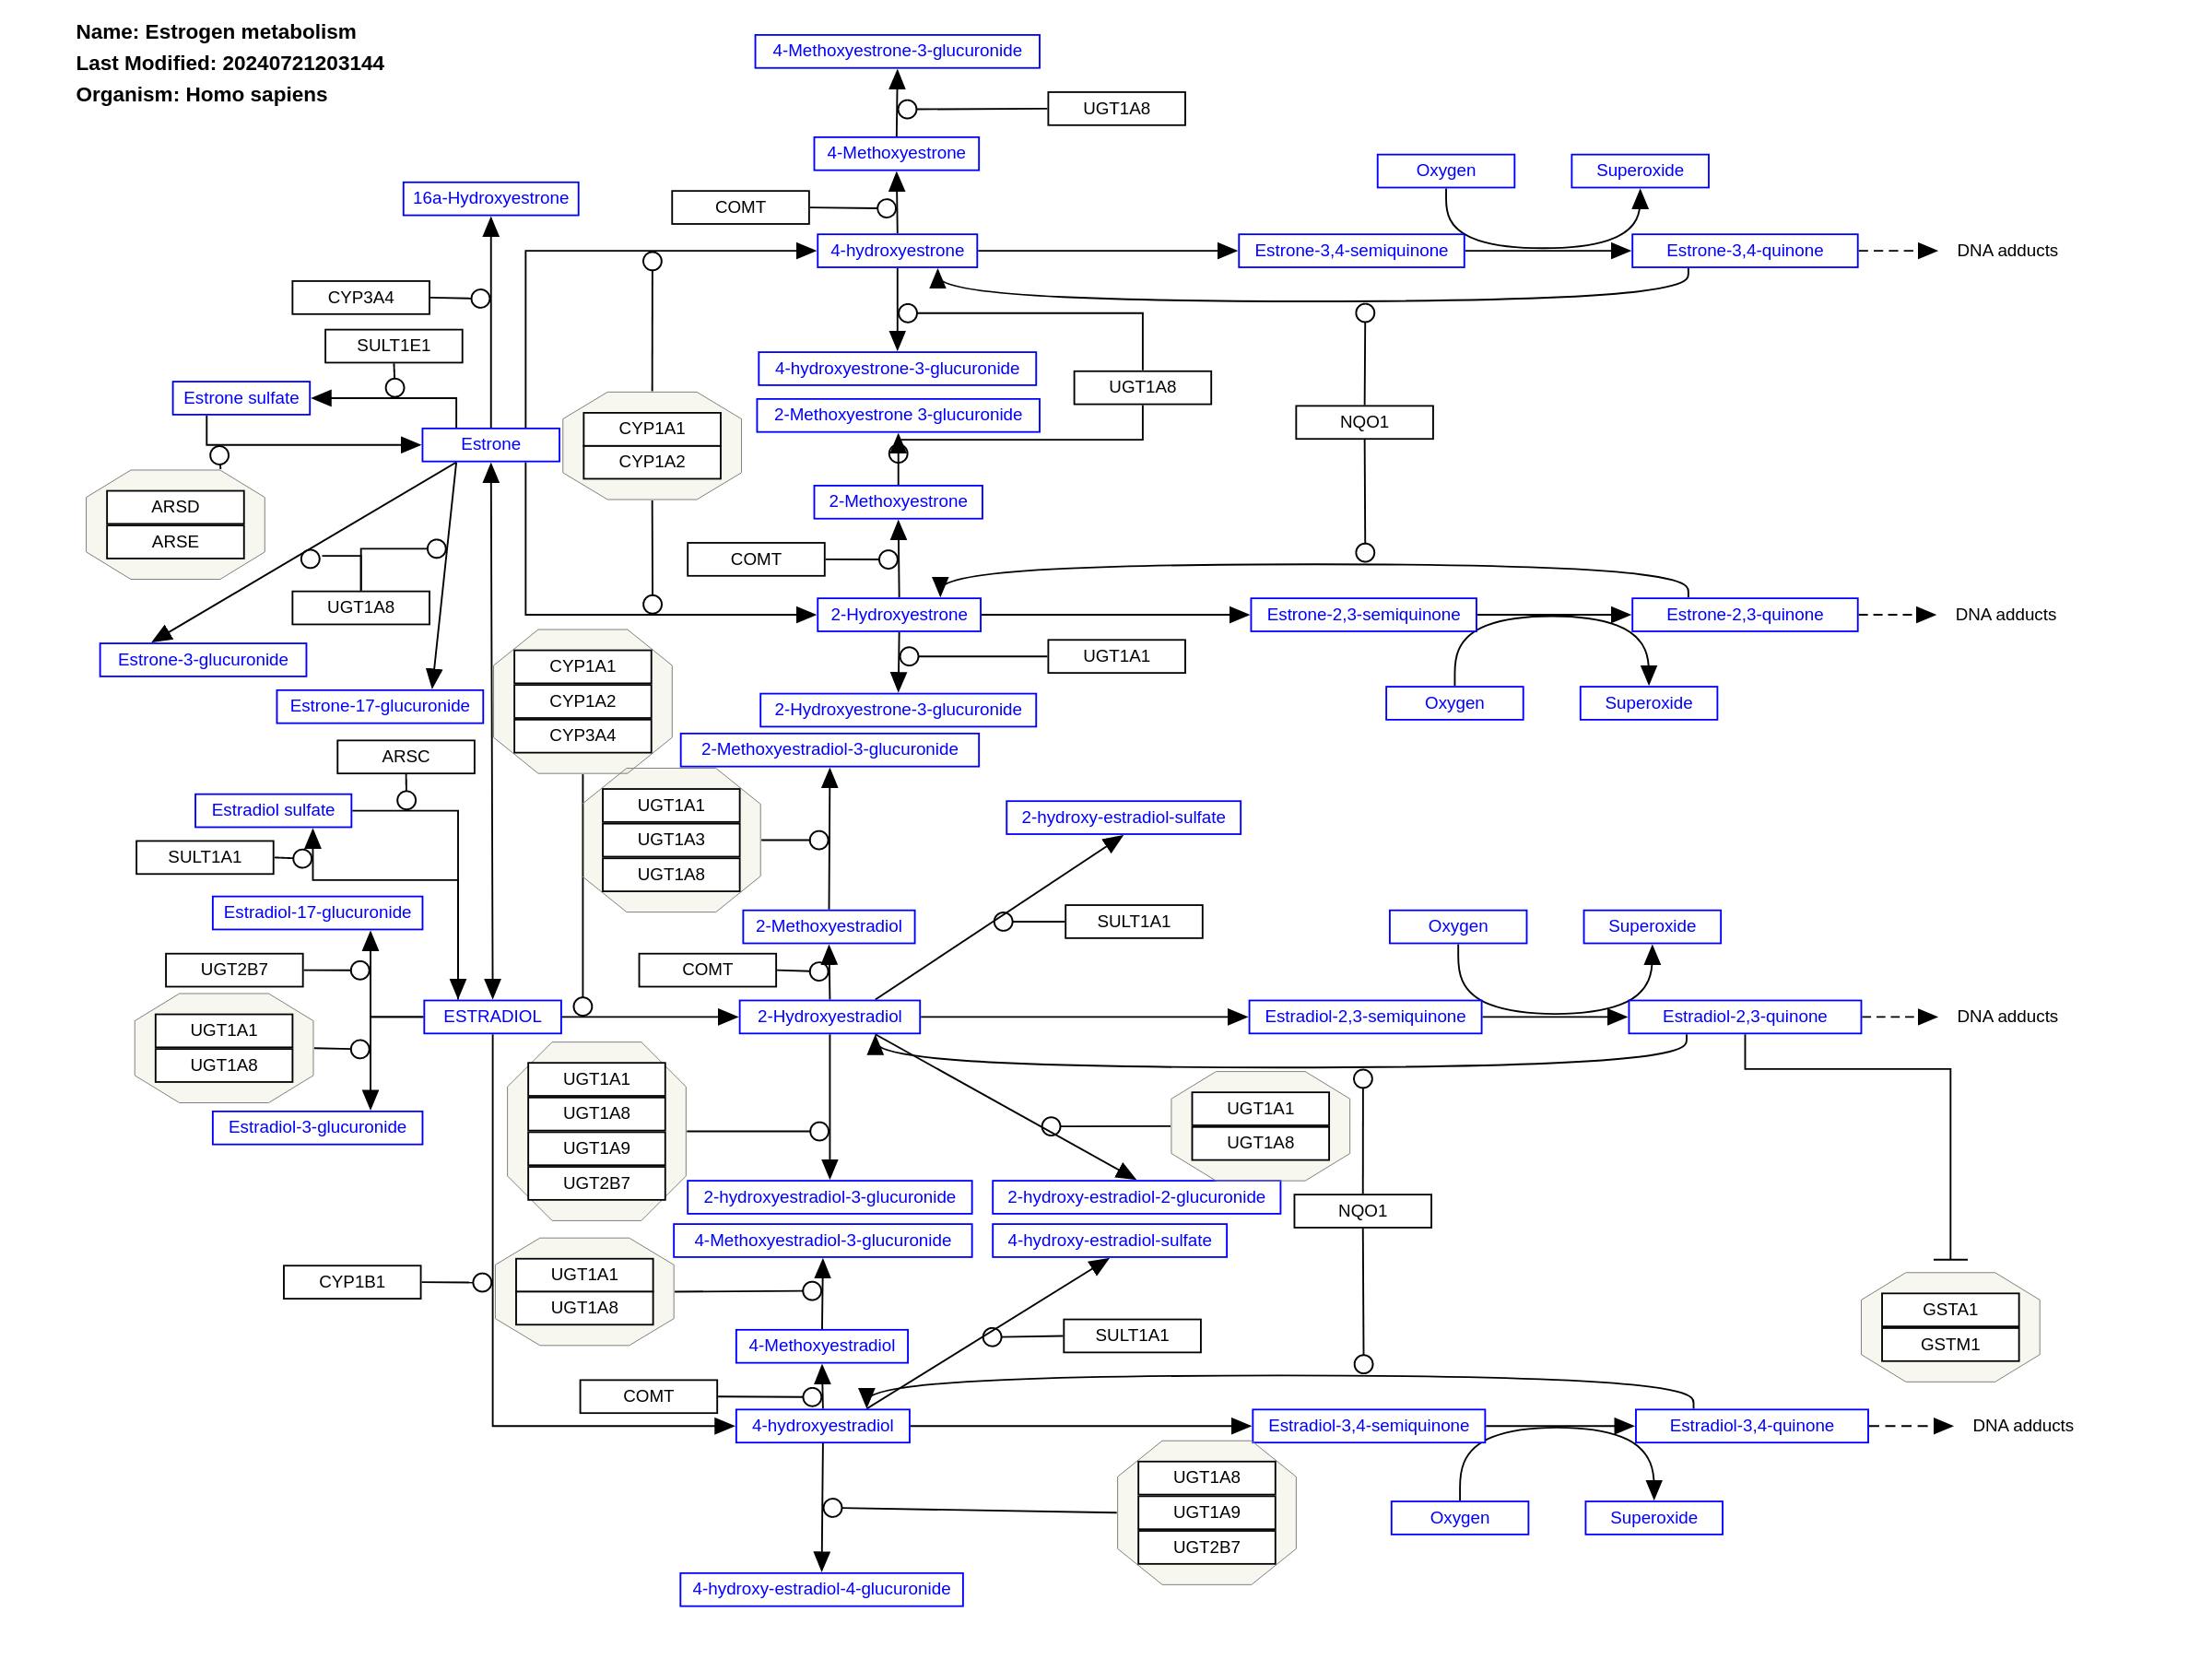 Name: Estrogen metabolism
Last Modified: 20240721203144
Organism: Homo sapiens
4-Methoxyestrone-3-glucuronide
UGT1A8
4-Methoxyestrone
Oxygen
Superoxide
16a-Hydroxyestrone
COMT
4-hydroxyestrone
Estrone-3,4-semiquinone
Estrone-3,4-quinone
DNA adducts
CYP3A4
SULT1E1
4-hydroxyestrone-3-glucuronide
UGT1A8
Estrone sulfate
2-Methoxyestrone 3-glucuronide
NQO1
Estrone
CYP1A1
CYP1A2
2-Methoxyestrone
ARSD
ARSE
COMT
UGT1A8
2-Hydroxyestrone
Estrone-2,3-semiquinone
Estrone-2,3-quinone
DNA adducts
Estrone-3-glucuronide
CYP1A1
CYP1A2
CYP3A4
UGT1A1
Estrone-17-glucuronide
2-Hydroxyestrone-3-glucuronide
Oxygen
Superoxide
ARSC
2-Methoxyestradiol-3-glucuronide
Estradiol sulfate
UGT1A1
UGT1A3
UGT1A8
2-hydroxy-estradiol-sulfate
SULT1A1
Estradiol-17-glucuronide
2-Methoxyestradiol
SULT1A1
Oxygen
Superoxide
UGT2B7
COMT
UGT1A1
UGT1A8
ESTRADIOL
2-Hydroxyestradiol
Estradiol-2,3-semiquinone
Estradiol-2,3-quinone
DNA adducts
UGT1A1
UGT1A8
UGT1A9
UGT2B7
UGT1A1
UGT1A8
Estradiol-3-glucuronide
2-hydroxyestradiol-3-glucuronide
2-hydroxy-estradiol-2-glucuronide
NQO1
4-Methoxyestradiol-3-glucuronide
4-hydroxy-estradiol-sulfate
CYP1B1
UGT1A1
UGT1A8
GSTA1
GSTM1
4-Methoxyestradiol
SULT1A1
COMT
4-hydroxyestradiol
Estradiol-3,4-semiquinone
Estradiol-3,4-quinone
DNA adducts
UGT1A8
UGT1A9
UGT2B7
Oxygen
Superoxide
4-hydroxy-estradiol-4-glucuronide